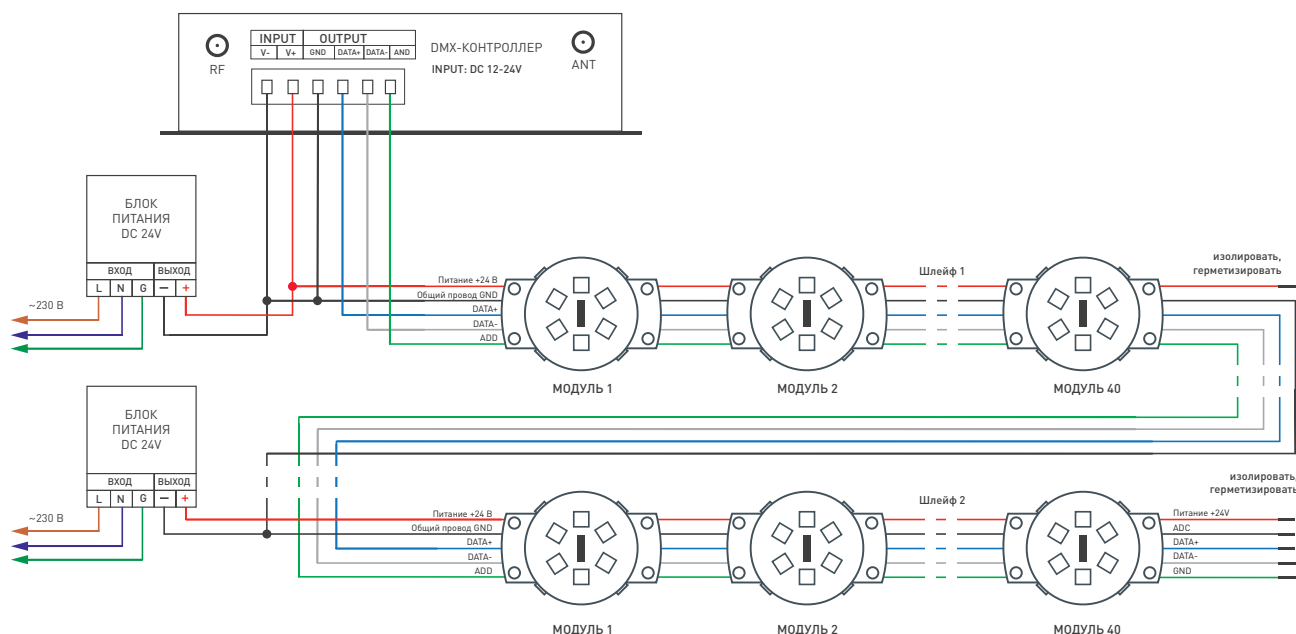 INPUT OUTPUT
V- V+ GND DATA+ DATA- AND
RF
DMX-КОНТРОЛЛЕР
INPUT: DC 12-24V
ANT
БЛОК
ПИТАНИЯ
DC 24V
ВХОД ВЫХОД
L N G — +
~230 В
Питание +24 В
Общий провод GND
DATA+
DATA-
ADD
Шлейф 1
изолировать,
герметизировать
МОДУЛЬ 1
МОДУЛЬ 2
МОДУЛЬ 40
БЛОК
ПИТАНИЯ
DC 24V
ВХОД ВЫХОД
L N G — +
~230 В
Питание +24 В
Общий провод GND
DATA+
DATA-
ADD
Шлейф 2
изолировать,
герметизировать
Питание +24V
ADC
DATA+
DATA-
GND
МОДУЛЬ 1
МОДУЛЬ 2
МОДУЛЬ 40